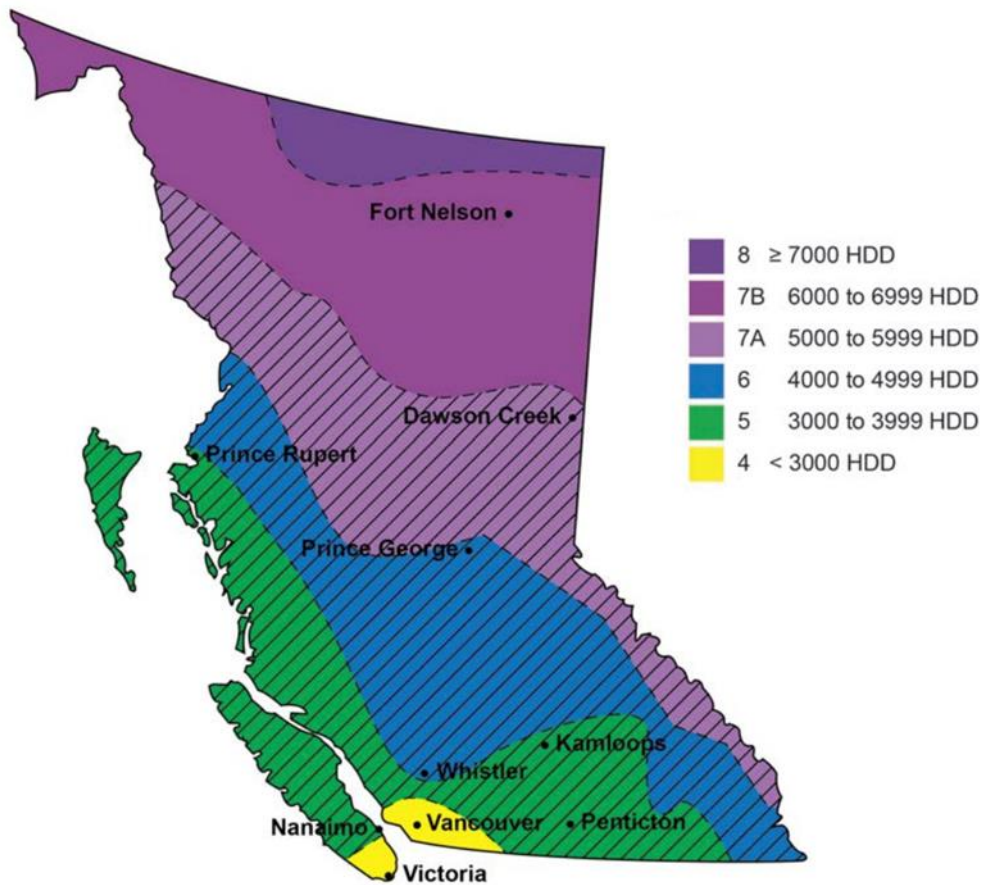 Fort Nelson
8 ≥ 7000 HDD
7B 6000 to 6999 HDD
7A 5000 to 5999 HDD
6 4000 to 4999 HDD
5 3000 to 3999 HDD
4 < 3000 HDD
Dawson Creek
Prince Rupert
Prince George
Kamloops
Whistler
Nanaimo
Vancouver
Penticton
Victoria